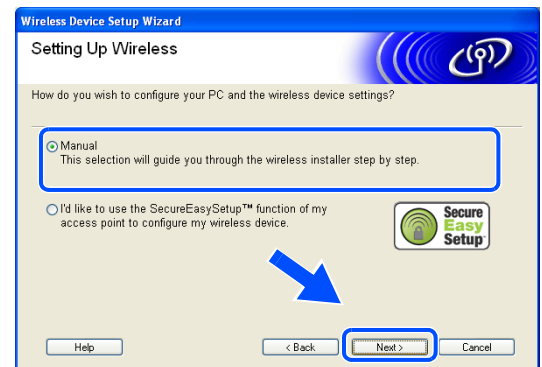 Wireless Device Setup Wizard
Setting Up Wireless
How do you wish to configure your PC and the wireless device settings?
Manual
This selection will guide you through the wireless installer step by step.
I'd like to use the SecureEasySetup™ function of my
access point to configure my wireless device.
Secure
Easy
Setup
Help
< Back
Next >
Cancel